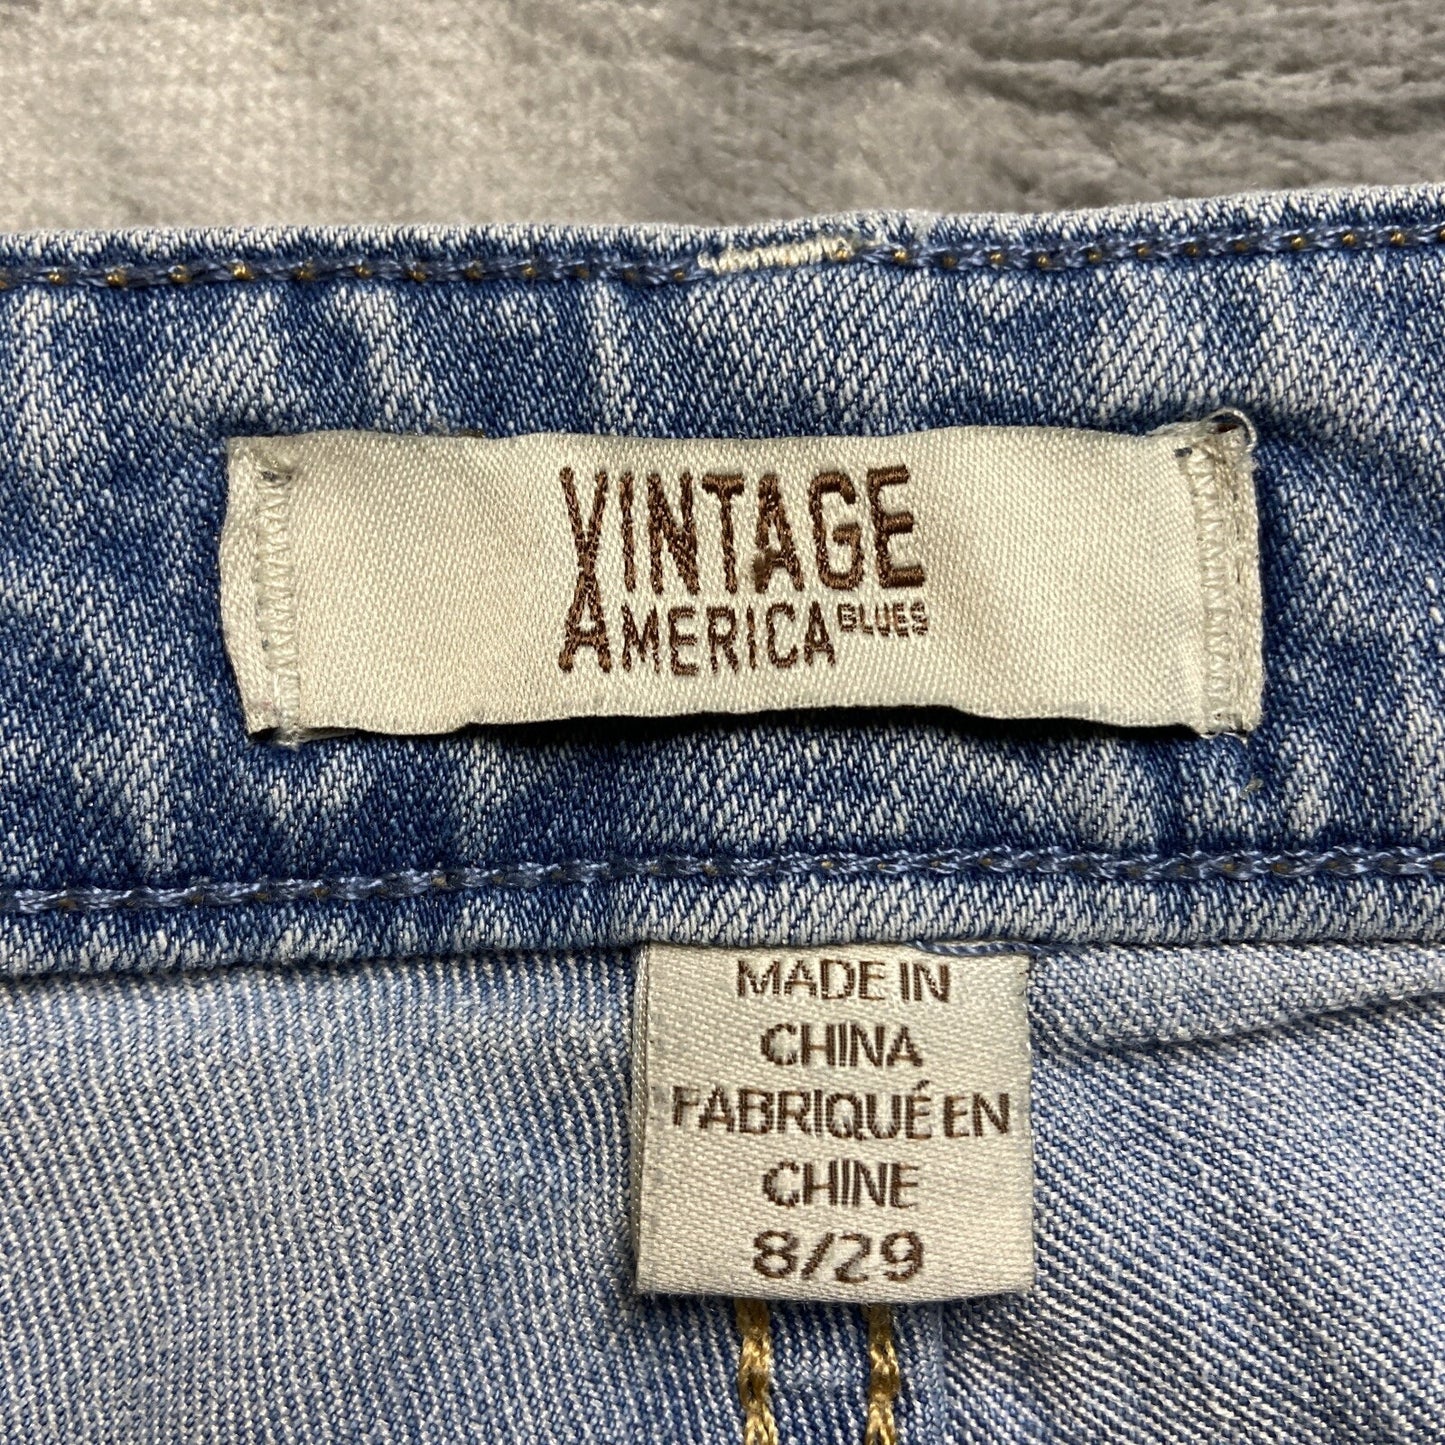 VINTAGE
AMERICA BLUES
MADE IN
CHINA
FABRIQUÉ EN
CHINE
8/29